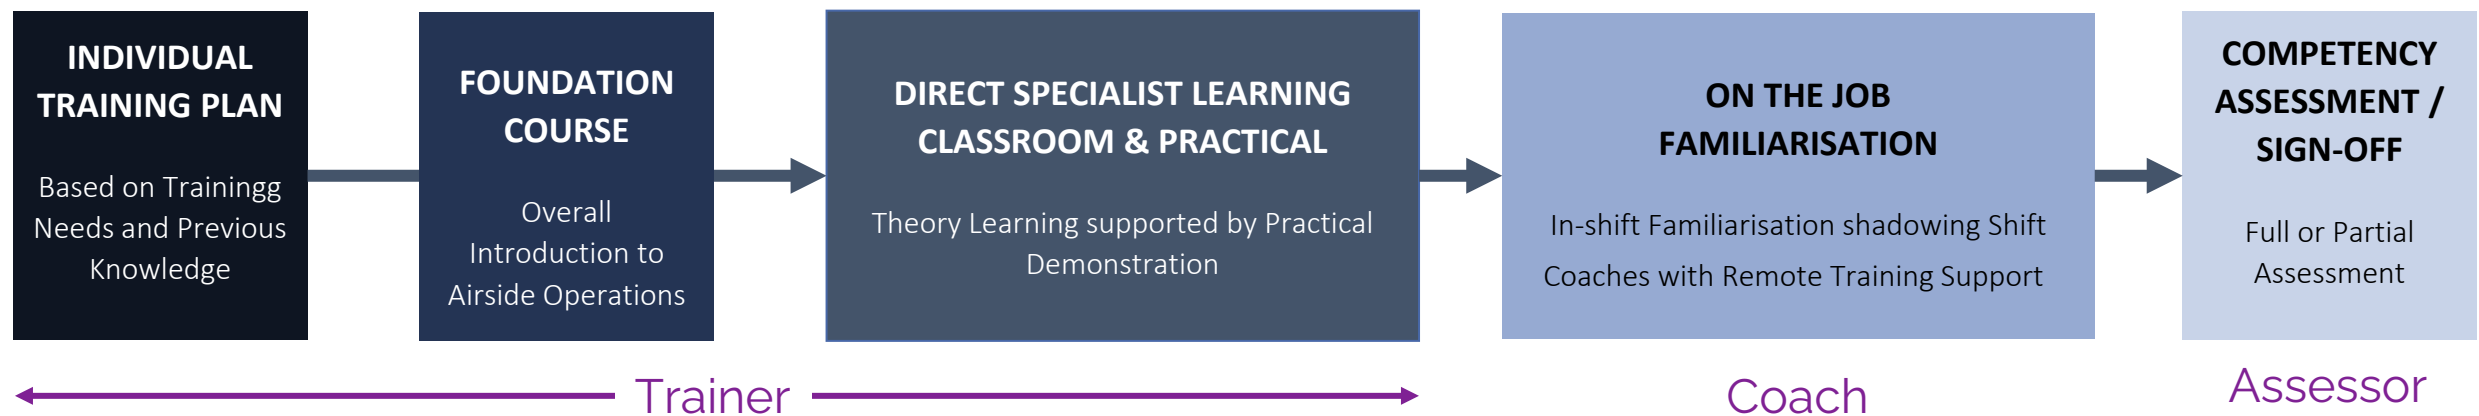 INDIVIDUAL
TRAINING PLAN
Based on Trainingg
Needs and Previous
Knowledge
FOUNDATION
COURSE
Overall
Introduction to
Airside Operations
DIRECT SPECIALIST LEARNING
CLASSROOM & PRACTICAL
Theory Learning supported by Practical
Demonstration
ON THE JOB
FAMILIARISATION
In-shift Familiarisation shadowing Shift
Coaches with Remote Training Support
COMPETENCY
ASSESSMENT /
SIGN-OFF
Full or Partial
Assessment
Trainer
Coach
Assessor